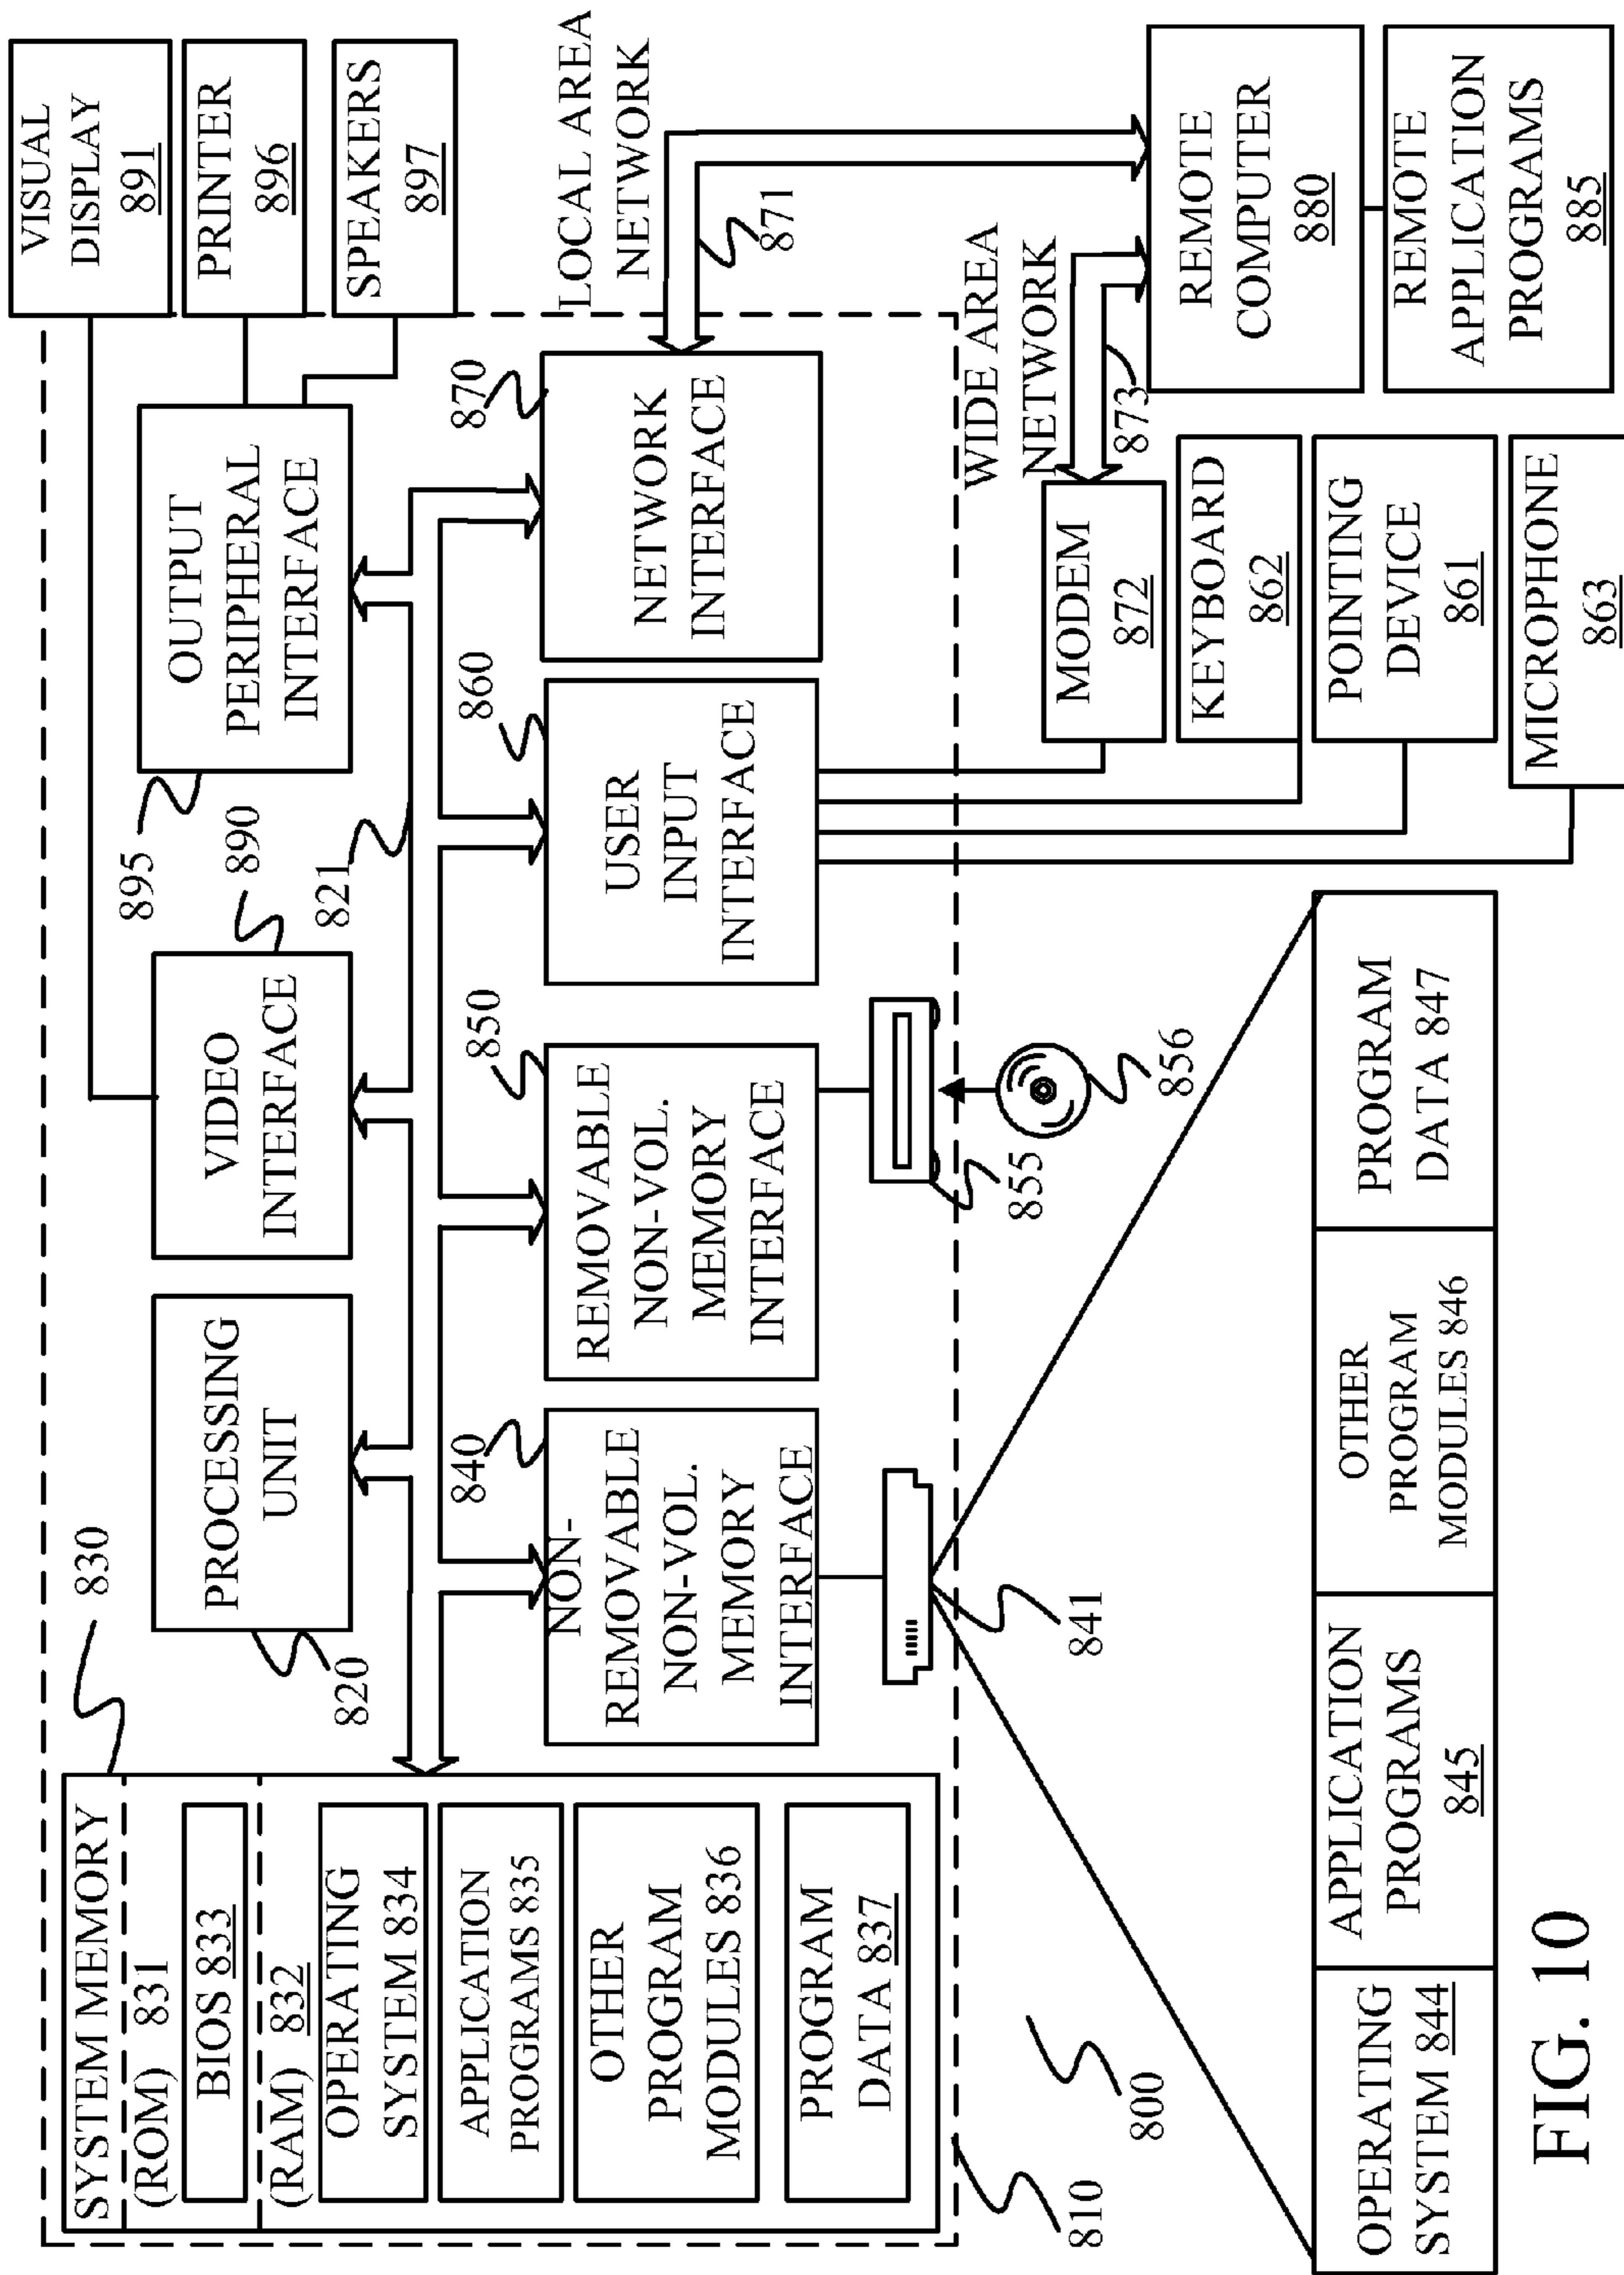 SYSTEM MEMORY
(ROM) 831
BIOS 833
(RAM) 832
OPERATING
SYSTEM 834
APPLICATION
PROGRAMS 835
OTHER
PROGRAM
MODULES 836
PROGRAM
DATA 837
810
800
830
820
PROCESSING
UNIT
VIDEO
INTERFACE
890
895
821
OUTPUT
PERIPHERAL
INTERFACE
VISUAL
DISPLAY
891
PRINTER
896
SPEAKERS
897
840
NON-
REMOVABLE
NON-VOL.
MEMORY
INTERFACE
850
REMOVABLE
NON-VOL.
MEMORY
INTERFACE
860
USER
INPUT
INTERFACE
870
NETWORK
INTERFACE
LOCAL AREA
NETWORK
871
841
855
856
WIDE AREA
NETWORK
873
MODEM
872
KEYBOARD
862
POINTING
DEVICE
861
MICROPHONE
863
REMOTE
COMPUTER
880
REMOTE
APPLICATION
PROGRAMS
885
OPERATING
SYSTEM 844
APPLICATION
PROGRAMS
845
OTHER
PROGRAM
MODULES 846
PROGRAM
DATA 847
FIG. 10